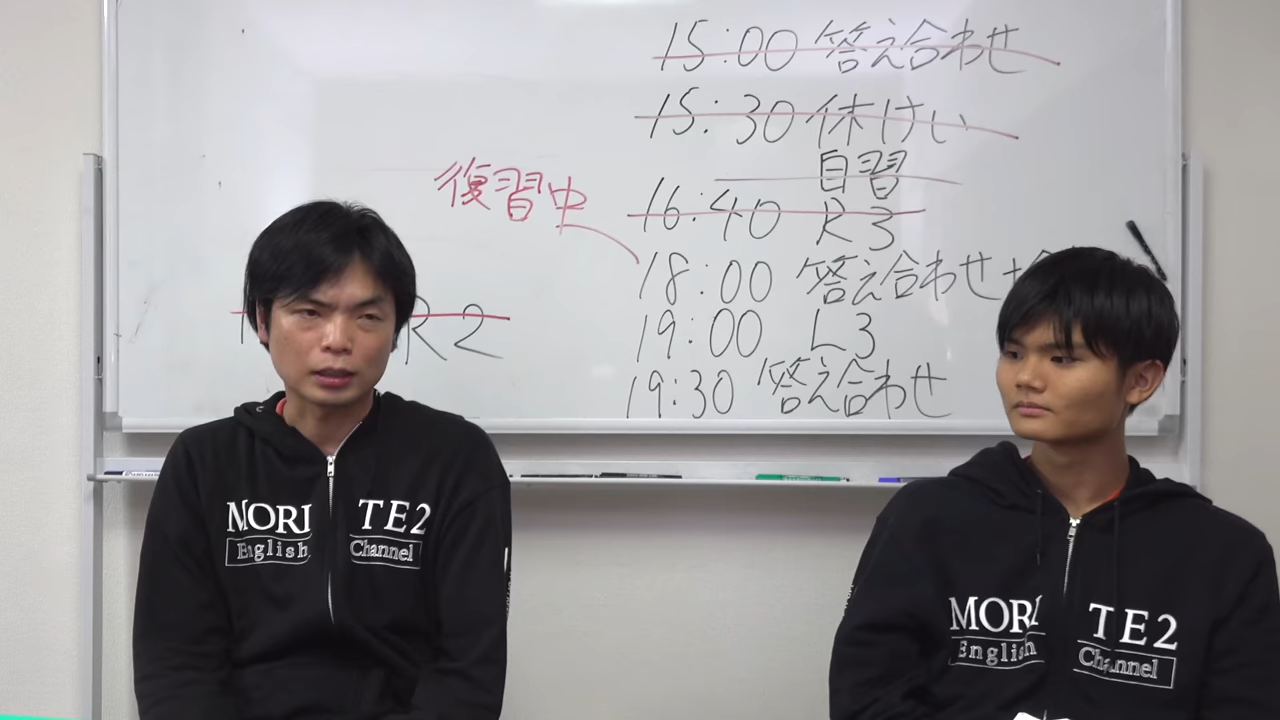 15:00 答え合わせ
15:30 休けい
自習
16:40 R3
復習中
18:00 答え合わせ+
19:00 L3
19:30 答え合わせ
R2
MORI TE2
English Channel
MORI TE2
English Channel